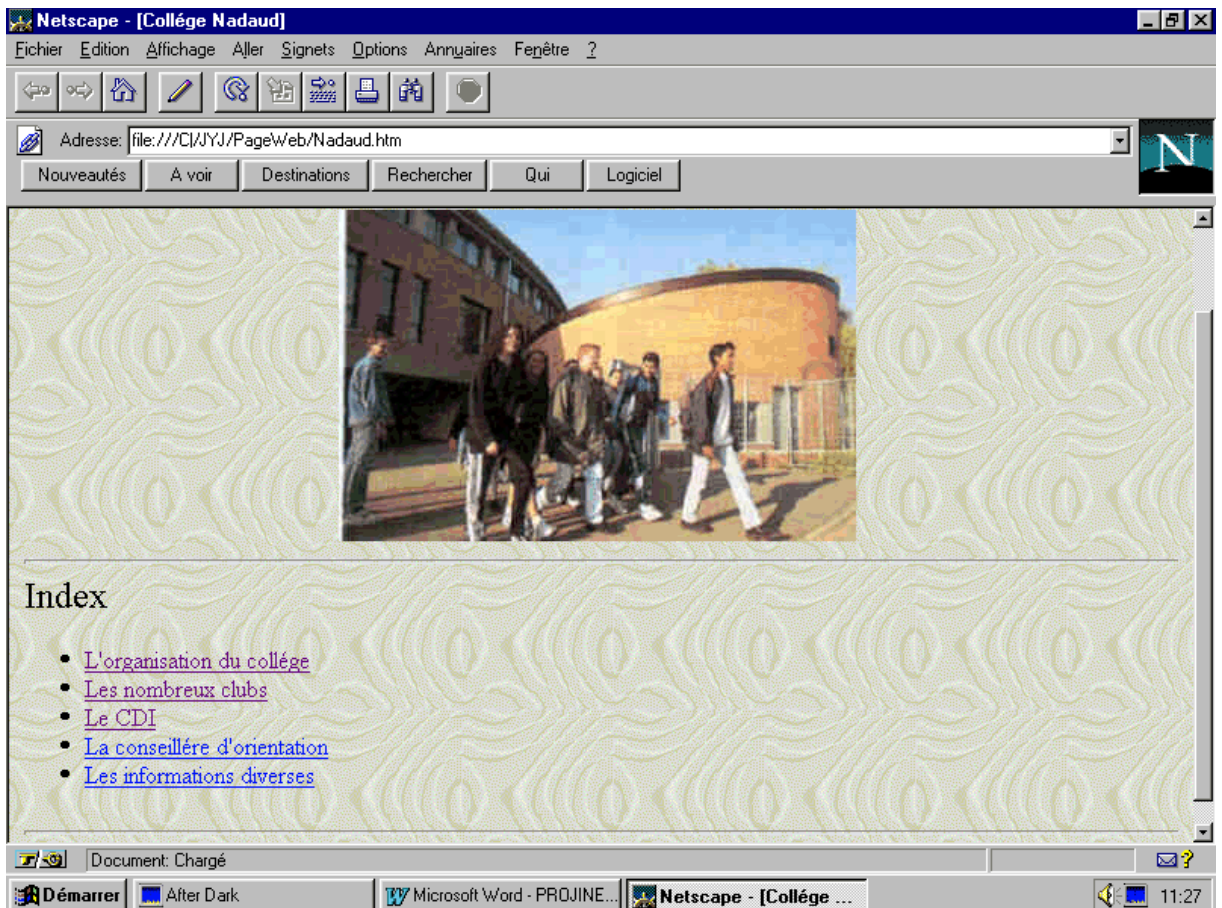 Netscape - [Collége Nadaud]
Fichier Edition Affichage Aller Signets Options Annuaires Fenêtre ?
Adresse: file:///C|/JYJ/PageWeb/Nadaud.htm
N
Nouveautés A voir Destinations Rechercher Qui Logiciel
Index
L'organisation du collége
Les nombreux clubs
Le CDI
La conseillére d'orientation
Les informations diverses
Document: Chargé
Démarrer After Dark Microsoft Word - PROJINE... Netscape - [Collége ... 11:27